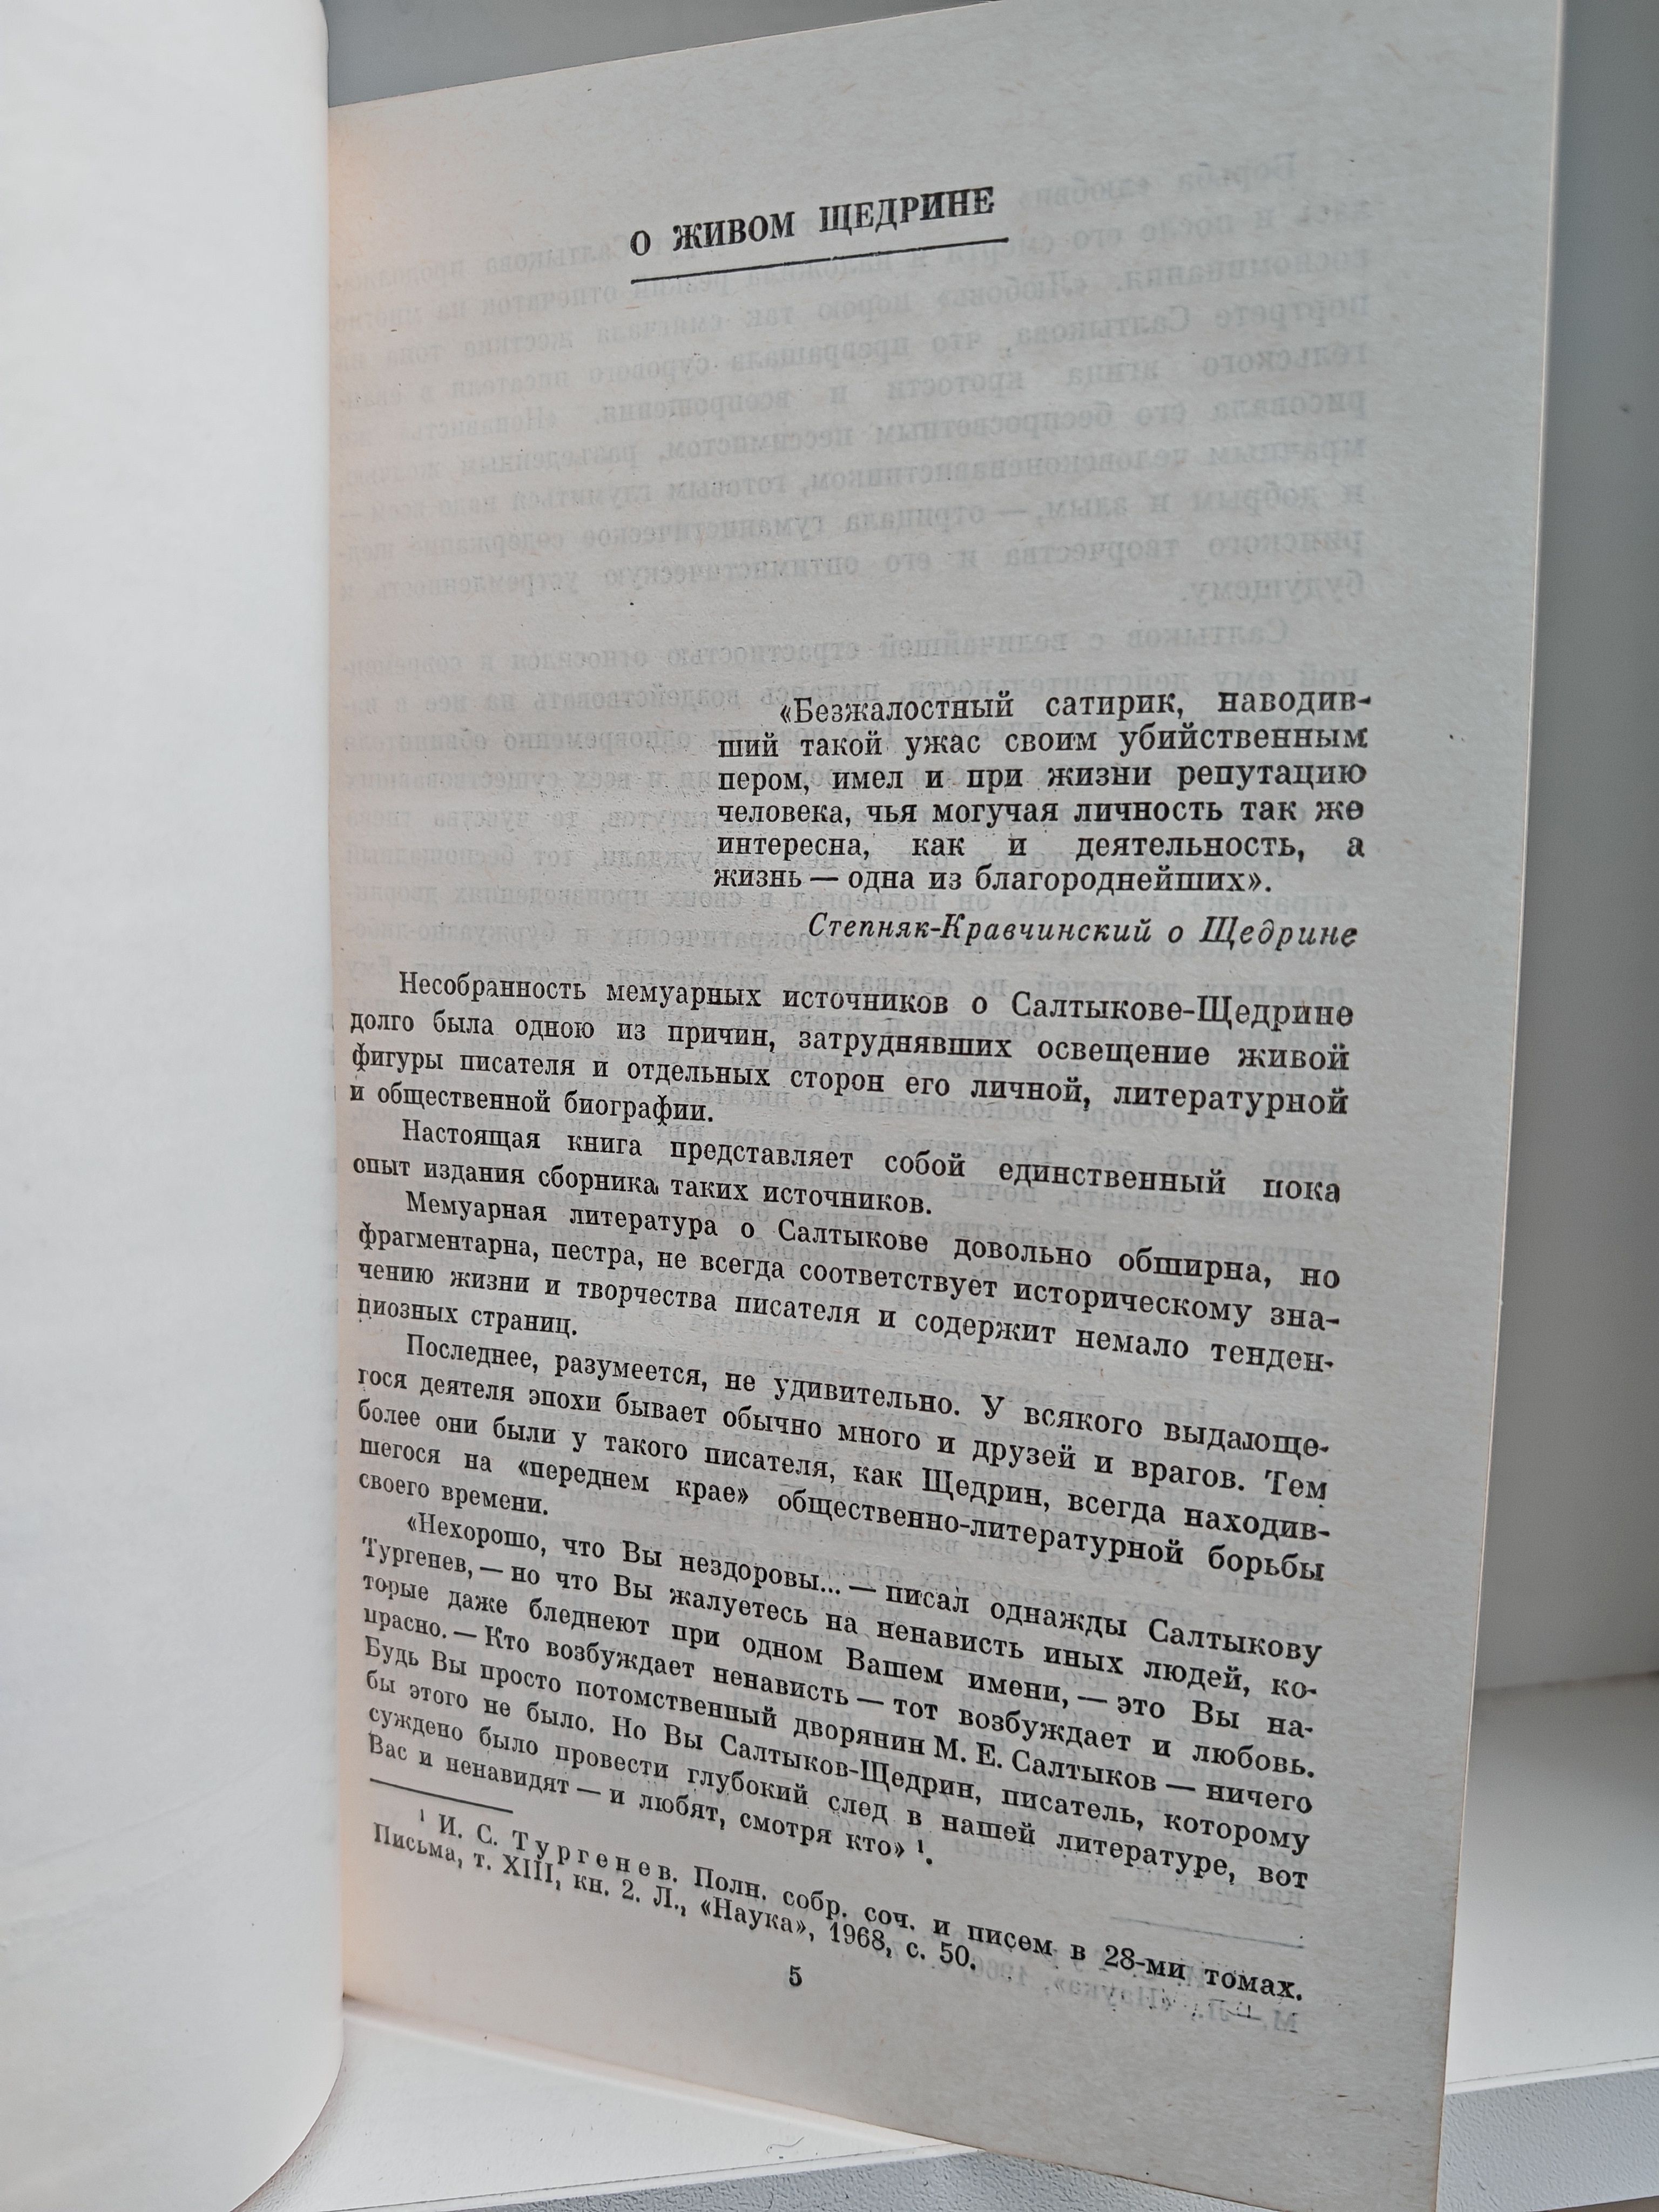 О ЖИВОМ ЩЕДРИНЕ
«Безжалостный сатирик, наводив-
ший такой ужас своим убийственным
пером, имел и при жизни репутацию
человека, чья могучая личность так же
интересна, как и деятельность, а
жизнь — одна из благороднейших».
Степняк-Кравчинский о Щедрине
Несобранность мемуарных источников о Салтыкове-Щедрине
долго была одною из причин, затруднявших освещение живой
фигуры писателя и отдельных сторон его личной, литературной
и общественной биографии.
Настоящая книга представляет собой единственный пока
опыт издания сборника таких источников.
Мемуарная литература о Салтыкове довольно обширна, но
фрагментарна, пестра, не всегда соответствует историческому зна-
чению жизни и творчества писателя и содержит немало тенден-
циозных страниц.
Последнее, разумеется, не удивительно. У всякого выдающе-
гося деятеля эпохи бывает обычно много и друзей и врагов. Тем
более они были у такого писателя, как Щедрин, всегда находив-
шегося на «переднем крае» общественно-литературной борьбы
своего времени.
«Нехорошо, что Вы нездоровы... — писал однажды Салтыкову
Тургенев, — но что Вы жалуетесь на ненависть иных людей, ко-
торые даже бледнеют при одном Вашем имени, — это Вы на-
прасно. — Кто возбуждает ненависть — тот возбуждает и любовь.
Будь Вы просто потомственный дворянин М. Е. Салтыков — ничего
бы этого не было. Но Вы Салтыков-Щедрин, писатель, которому
суждено было провести глубокий след в нашей литературе, вот
Вас и ненавидят — и любят, смотря кто» ¹.
¹ И. С. Тургенев. Полн. собр. соч. и писем в 28-ми томах.
Письма, т. XIII, кн. 2. Л., «Наука», 1968, с. 50.
5